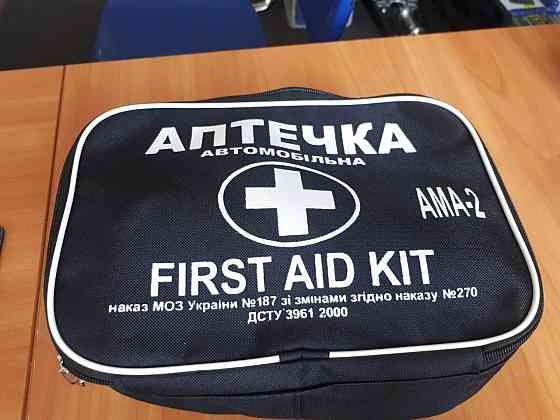 АПТЕЧКА
АВТОМОБІЛЬНА
АМА-2
FIRST AID KIT
наказ МОЗ України №187 зі змінами згідно наказу №270
ДСТУ 3961 2000